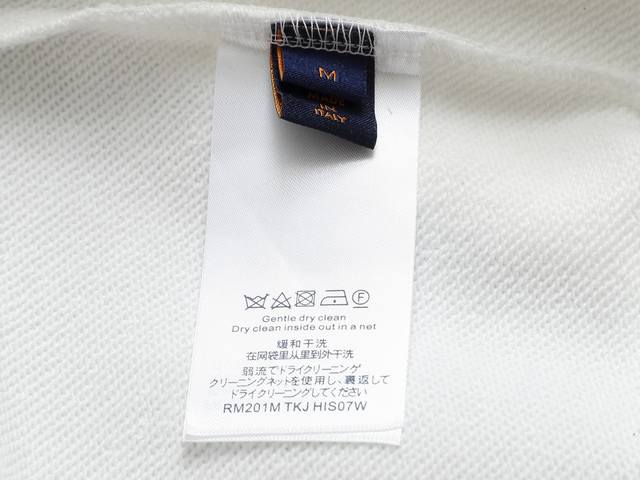 M
MADE
IN
ITALY
Gentle dry clean
Dry clean inside out in a net
缓和干洗
在网袋里从里到外干洗
弱流でドライクリーニング
クリーニングネットを使用し、裏返して
ドライクリーニングしてください
RM201M TKJ HIS07W